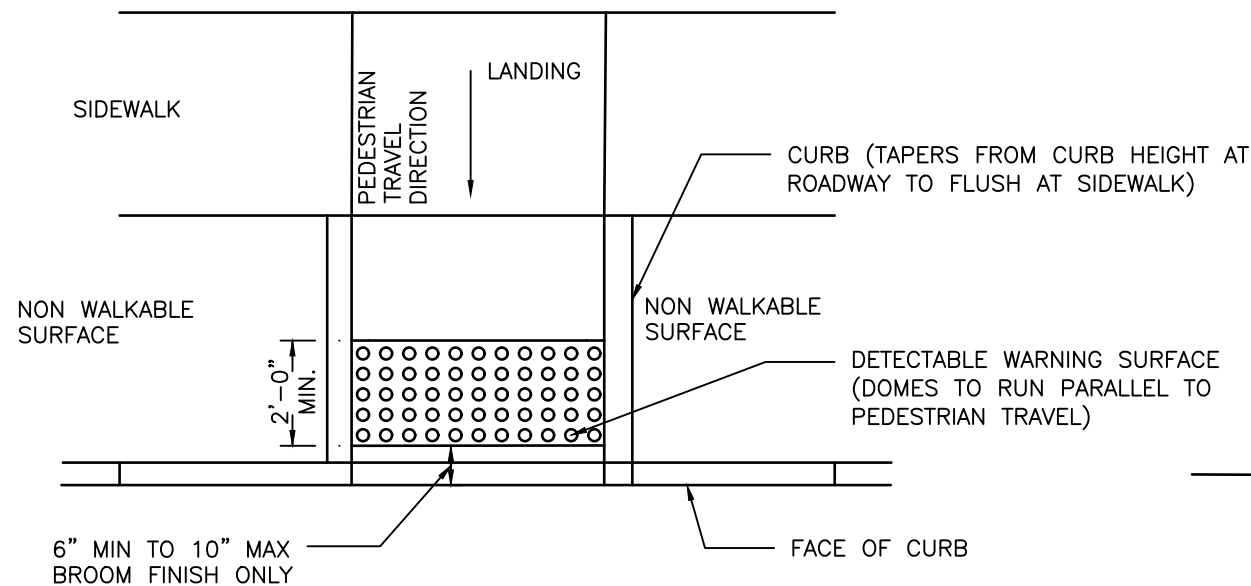 SIDEWALK
PEDESTRIAN
TRAVEL
DIRECTION
LANDING
CURB (TAPERS FROM CURB HEIGHT AT
ROADWAY TO FLUSH AT SIDEWALK)
NON WALKABLE
SURFACE
2'-0"
MIN.
NON WALKABLE
SURFACE
DETECTABLE WARNING SURFACE
(DOMES TO RUN PARALLEL TO
PEDESTRIAN TRAVEL)
6" MIN TO 10" MAX
BROOM FINISH ONLY
FACE OF CURB